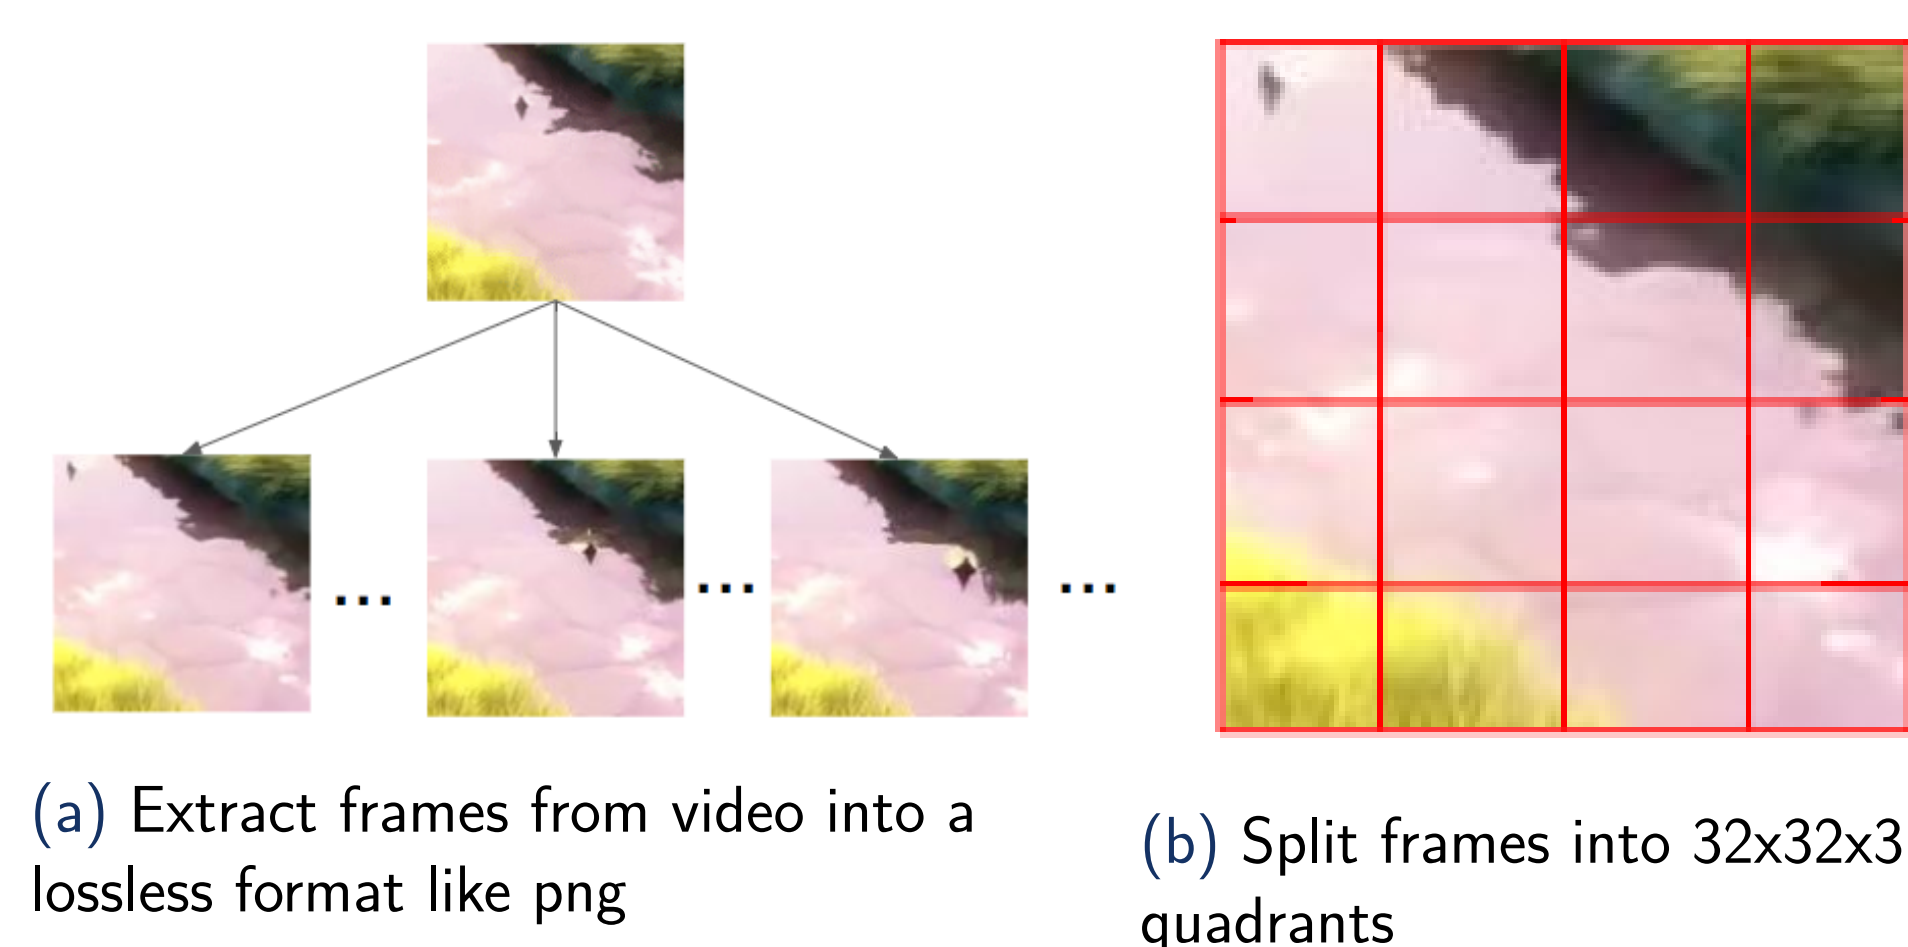 ...
...
...
(a) Extract frames from video into a
lossless format like png
(b) Split frames into 32x32x3
quadrants